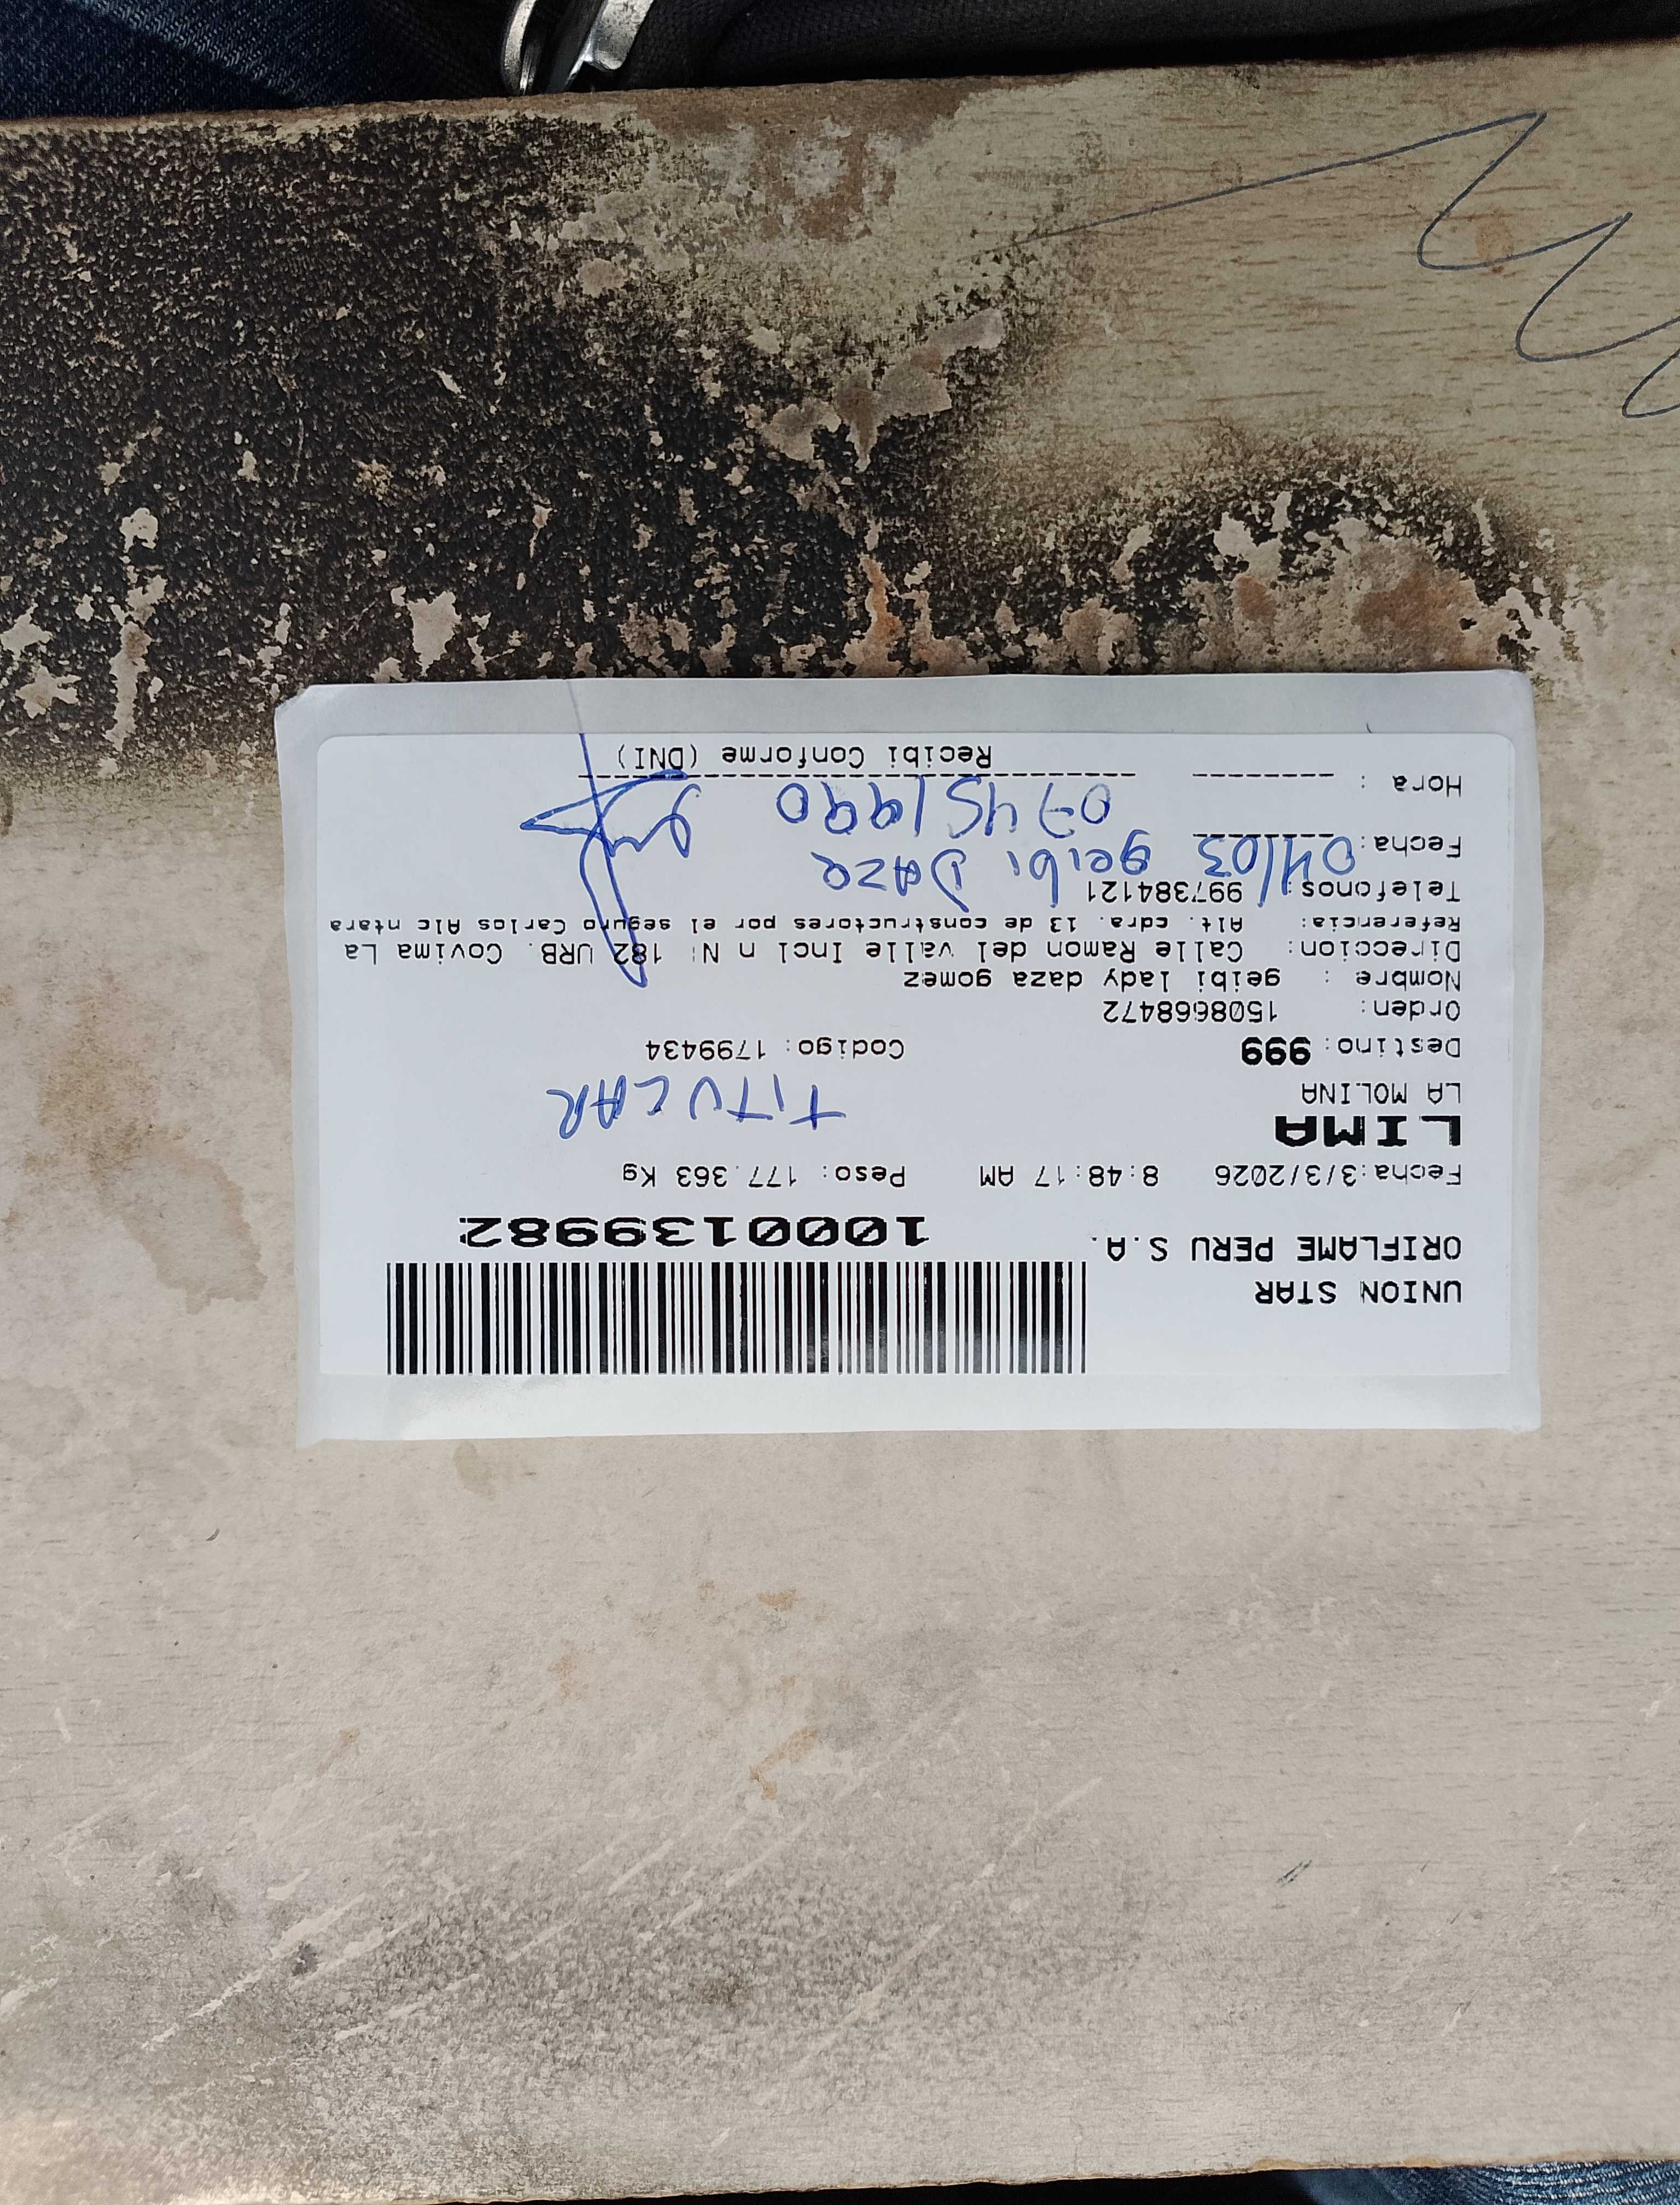 UNION STAR
ORIFLAME PERU S.A.
1000139982
Fecha:3/3/2026 8:48:17 AM Peso: 177.363 Kg
LIMA
LA MOLINA
TITULAR
Destino: 999 Codigo: 1799434
Orden: 1508668472
Nombre : geibi lady daza gomez
Direccion: Calle Ramon del valle Incl n N: 182 URB. Covima La
Referencia: Alt. cdra. 13 de constructores por el seguro Carlos Alc ntara
Telefonos: 997384121
Fecha: 04/03 geibi DAZA
07451990
Hora :
Recibi Conforme (DNI)